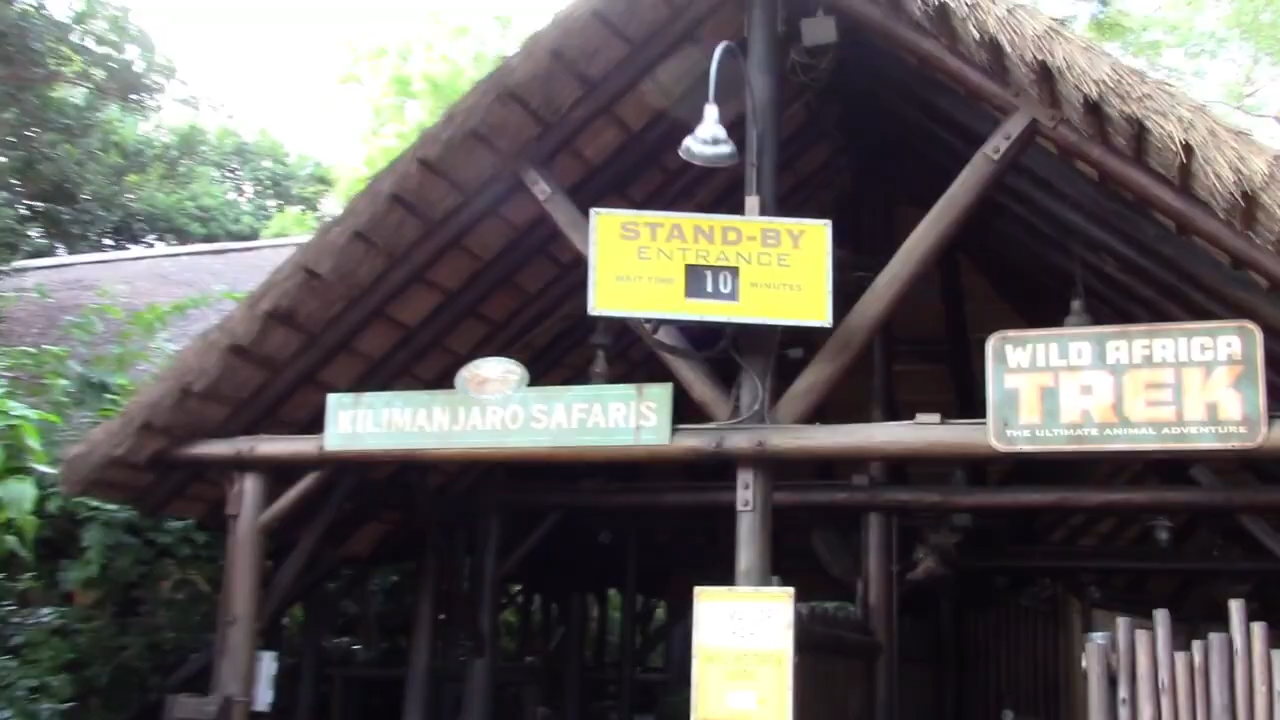 STAND-BY
ENTRANCE
WAIT TIME 10 MINUTES
KILIMANJARO SAFARIS
WILD AFRICA
TREK
THE ULTIMATE ANIMAL ADVENTURE